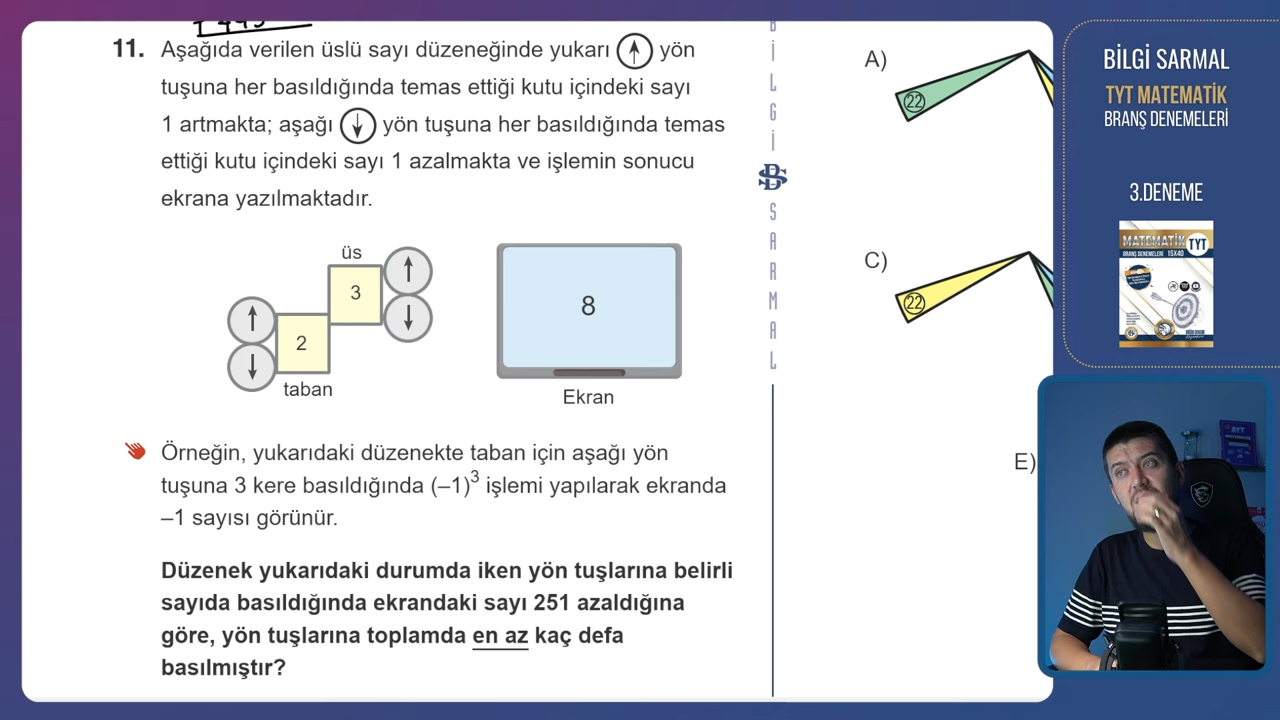 11. Aşağıda verilen üslü sayı düzeneğinde yukarı ↑ yön
tuşuna her basıldığında temas ettiği kutu içindeki sayı
1 artmakta; aşağı ↓ yön tuşuna her basıldığında temas
ettiği kutu içindeki sayı 1 azalmakta ve işlemin sonucu
ekrana yazılmaktadır.
üs
3
2
taban
8
Ekran
Örneğin, yukarıdaki düzenekte taban için aşağı yön
tuşuna 3 kere basıldığında (–1)³ işlemi yapılarak ekranda
–1 sayısı görünür.
Düzenek yukarıdaki durumda iken yön tuşlarına belirli
sayıda basıldığında ekrandaki sayı 251 azaldığına
göre, yön tuşlarına toplamda en az kaç defa
basılmıştır?
BİLGİ
SARMAL
A)
22
C)
22
E)
BİLGİ SARMAL
TYT MATEMATİK
BRANŞ DENEMELERİ
3.DENEME
MATEMATİK TYT
BRANŞ DENEMELERİ 15X40
AYT